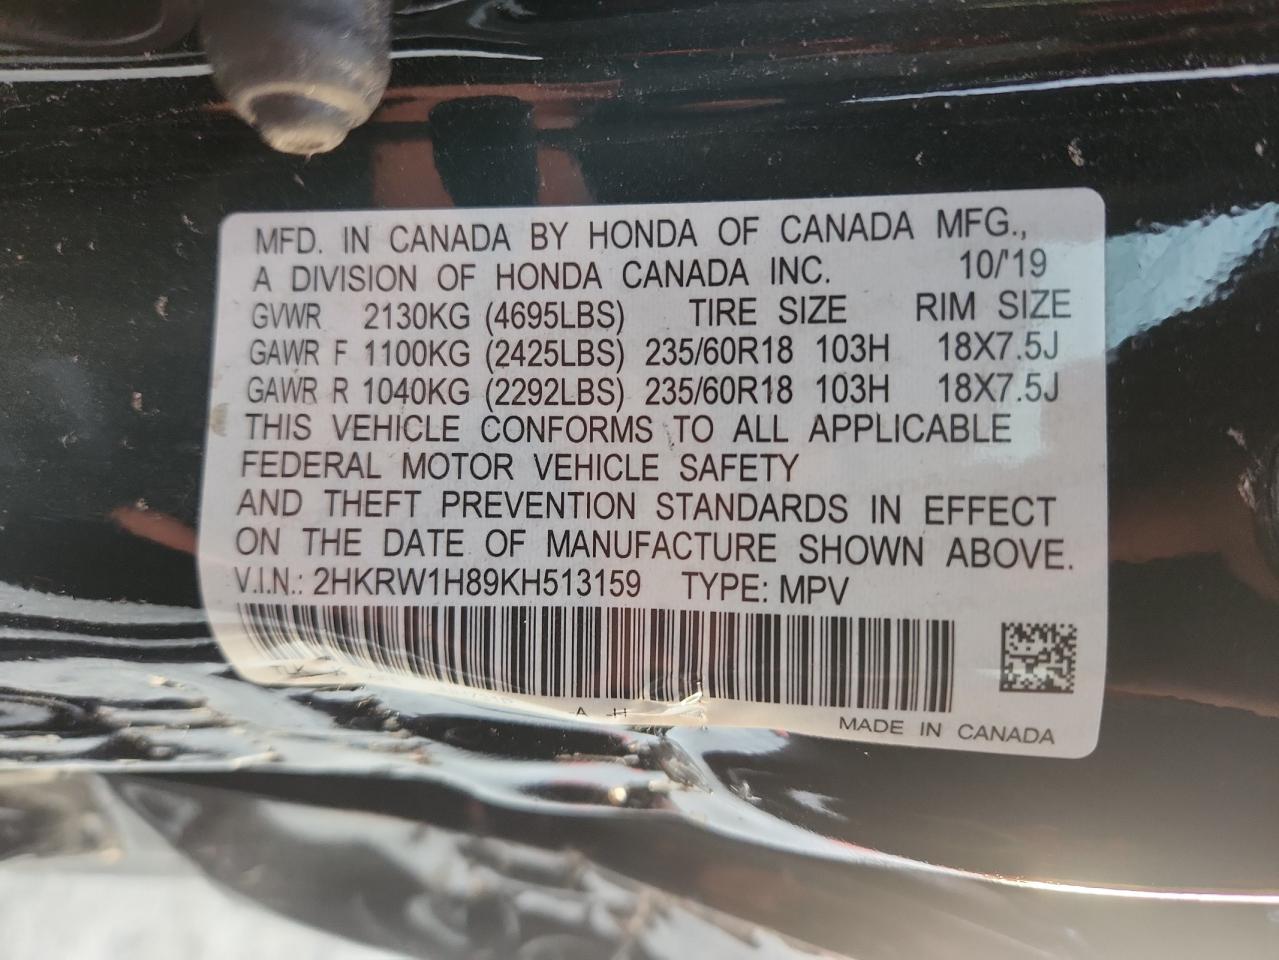 MFD. IN CANADA BY HONDA OF CANADA MFG.,
A DIVISION OF HONDA CANADA INC. 10/'19
GVWR 2130KG (4695LBS) TIRE SIZE RIM SIZE
GAWR F 1100KG (2425LBS) 235/60R18 103H 18X7.5J
GAWR R 1040KG (2292LBS) 235/60R18 103H 18X7.5J
THIS VEHICLE CONFORMS TO ALL APPLICABLE
FEDERAL MOTOR VEHICLE SAFETY
AND THEFT PREVENTION STANDARDS IN EFFECT
ON THE DATE OF MANUFACTURE SHOWN ABOVE.
V.I.N.: 2HKRW1H89KH513159 TYPE: MPV
A H
MADE IN CANADA